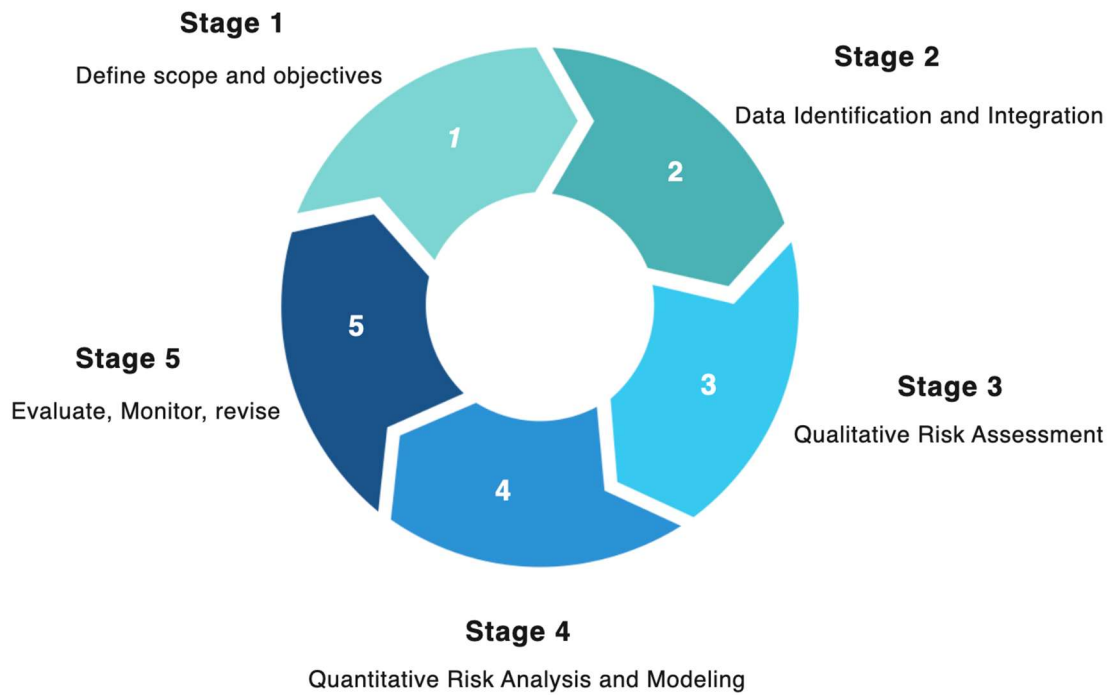 Stage 1
Define scope and objectives
Stage 2
Data Identification and Integration
1
2
3
4
5
Stage 3
Qualitative Risk Assessment
Stage 4
Quantitative Risk Analysis and Modeling
Stage 5
Evaluate, Monitor, revise